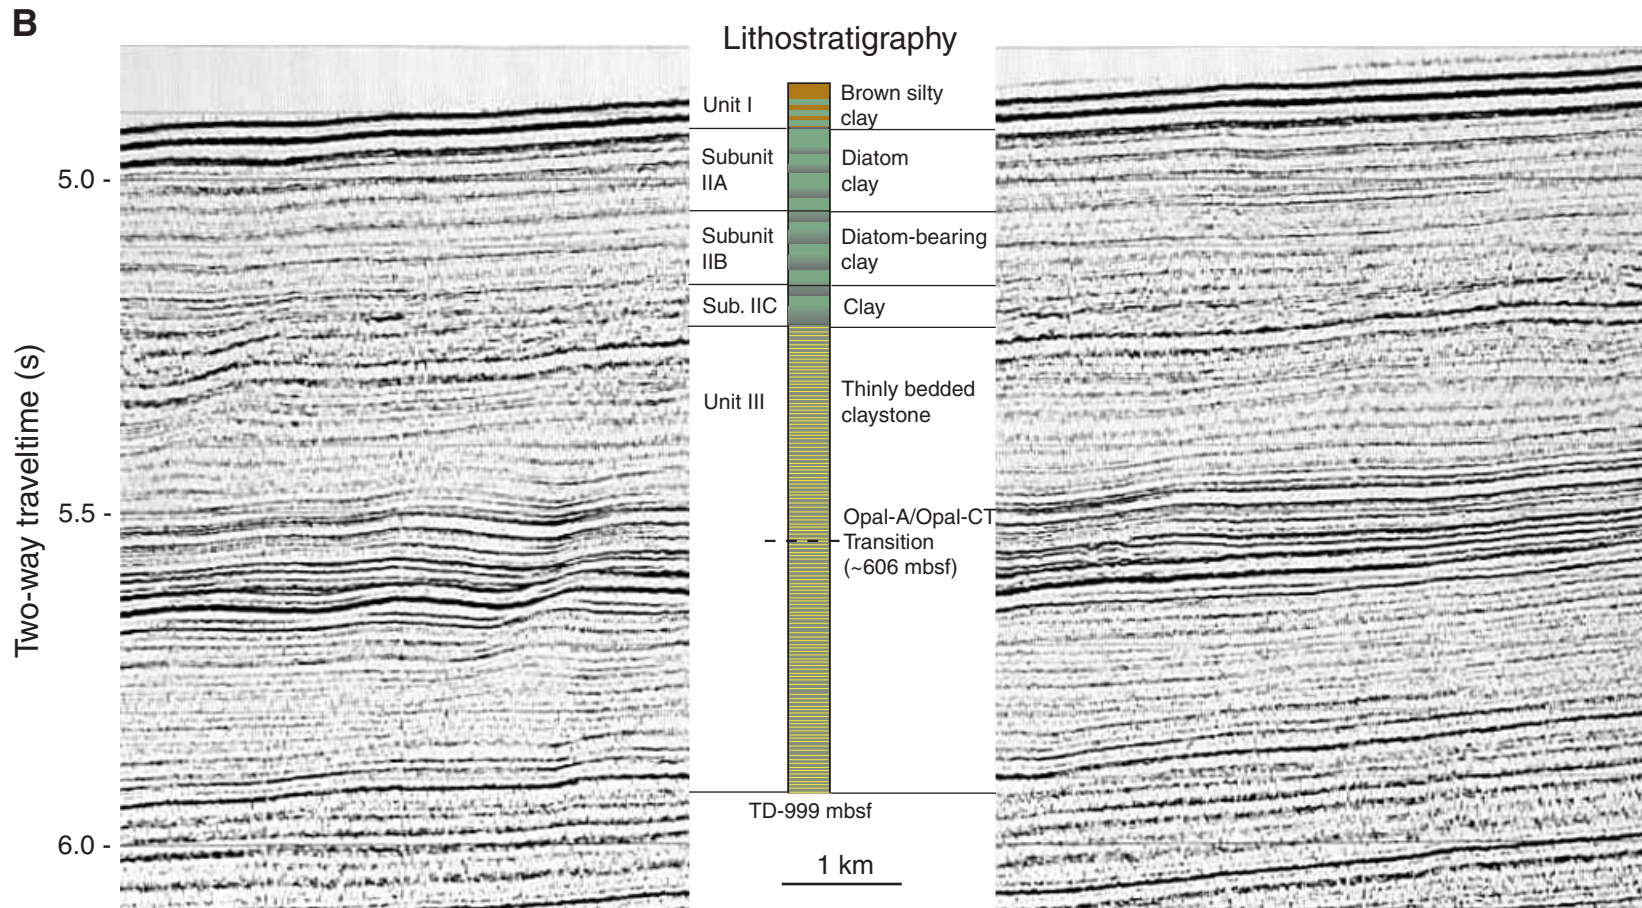 B
Lithostratigraphy
Unit I
Brown silty
clay
Subunit
IIA
Diatom
clay
5.0 -
Subunit
IIB
Diatom-bearing
clay
Sub. IIC
Clay
Two-way traveltime (s)
Unit III
Thinly bedded
claystone
5.5 -
Opal-A/Opal-CT
Transition
(~606 mbsf)
TD-999 mbsf
6.0 -
1 km